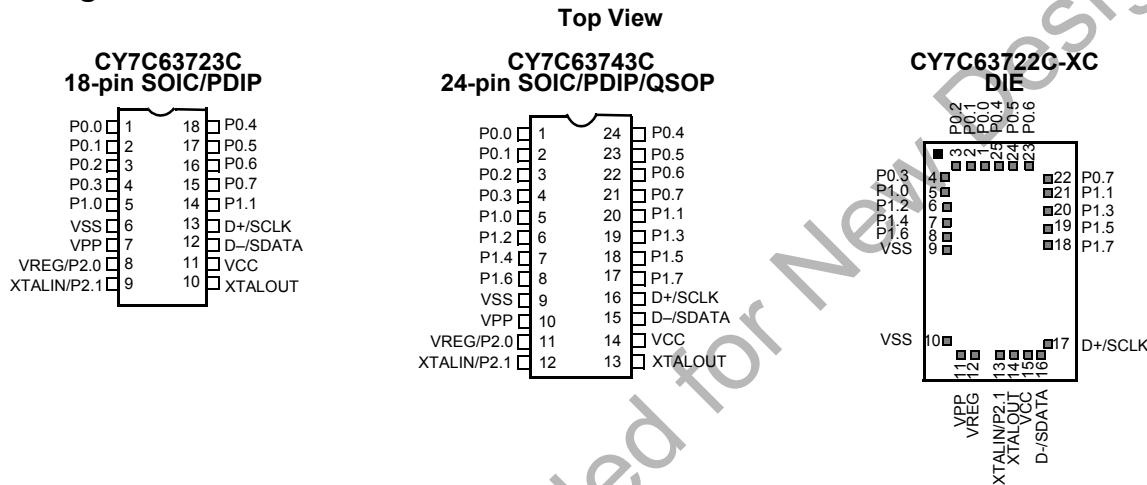 Top View
CY7C63723C
18-pin SOIC/PDIP
P0.0 1 18 P0.4
P0.1 2 17 P0.5
P0.2 3 16 P0.6
P0.3 4 15 P0.7
P1.0 5 14 P1.1
VSS 6 13 D+/SCLK
VPP 7 12 D–/SDATA
VREG/P2.0 8 11 VCC
XTALIN/P2.1 9 10 XTALOUT
CY7C63743C
24-pin SOIC/PDIP/QSOP
P0.0 1 24 P0.4
P0.1 2 23 P0.5
P0.2 3 22 P0.6
P0.3 4 21 P0.7
P1.0 5 20 P1.1
P1.2 6 19 P1.3
P1.4 7 18 P1.5
P1.6 8 17 P1.7
VSS 9 16 D+/SCLK
VPP 10 15 D–/SDATA
VREG/P2.0 11 14 VCC
XTALIN/P2.1 12 13 XTALOUT
CY7C63722C-XC
DIE
P0.2 P0.1 P0.0 P0.4 P0.5 P0.6
3 2 1 25 24 23
P0.3 4 22 P0.7
P1.0 5 21 P1.1
P1.2 6 20 P1.3
P1.4 7 19 P1.5
P1.6 8 18 P1.7
VSS 9
VSS 10 17 D+/SCLK
11 12 13 14 15 16
VPP VREG XTALIN/P2.1 XTALOUT VCC D-/SDATA
ed for New Desig